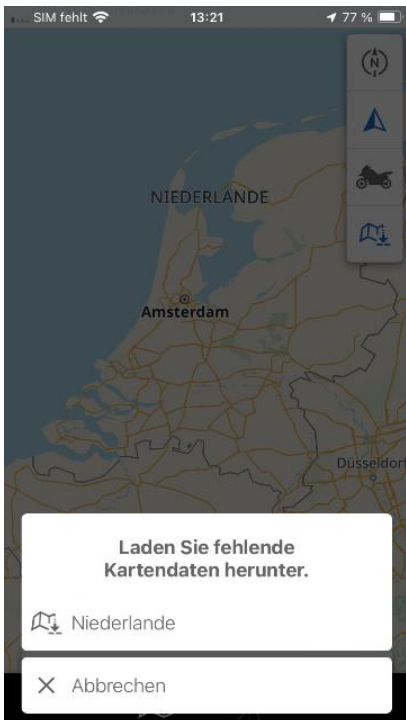 SIM fehlt 13:21 77 %
N
NIEDERLANDE
Amsterdam
Düsseldorf
Laden Sie fehlende
Kartendaten herunter.
Niederlande
Abbrechen